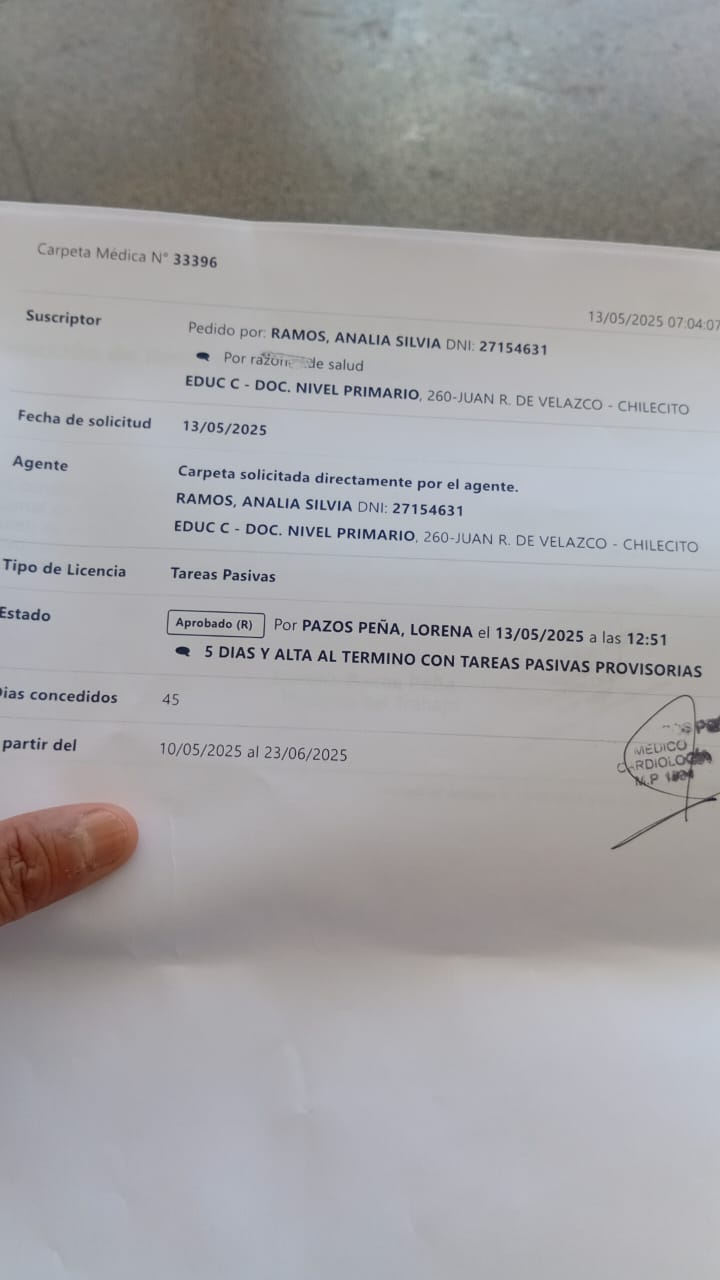 Carpeta Médica N° 33396
13/05/2025 07:04:07
Suscriptor
Pedido por: RAMOS, ANALIA SILVIA DNI: 27154631
Por de salud
EDUC C - DOC. NIVEL PRIMARIO, 260-JUAN R. DE VELAZCO - CHILECITO
Fecha de solicitud 13/05/2025
Agente
Carpeta solicitada directamente por el agente.
RAMOS, ANALIA SILVIA DNI: 27154631
EDUC C - DOC. NIVEL PRIMARIO, 260-JUAN R. DE VELAZCO - CHILECITO
Tipo de Licencia Tareas Pasivas
Estado Aprobado (R) Por PAZOS PEÑA, LORENA el 13/05/2025 a las 12:51
5 DIAS Y ALTA AL TERMINO CON TAREAS PASIVAS PROVISORIAS
Dias concedidos 45
partir del 10/05/2025 al 23/06/2025
MEDICO
M.P